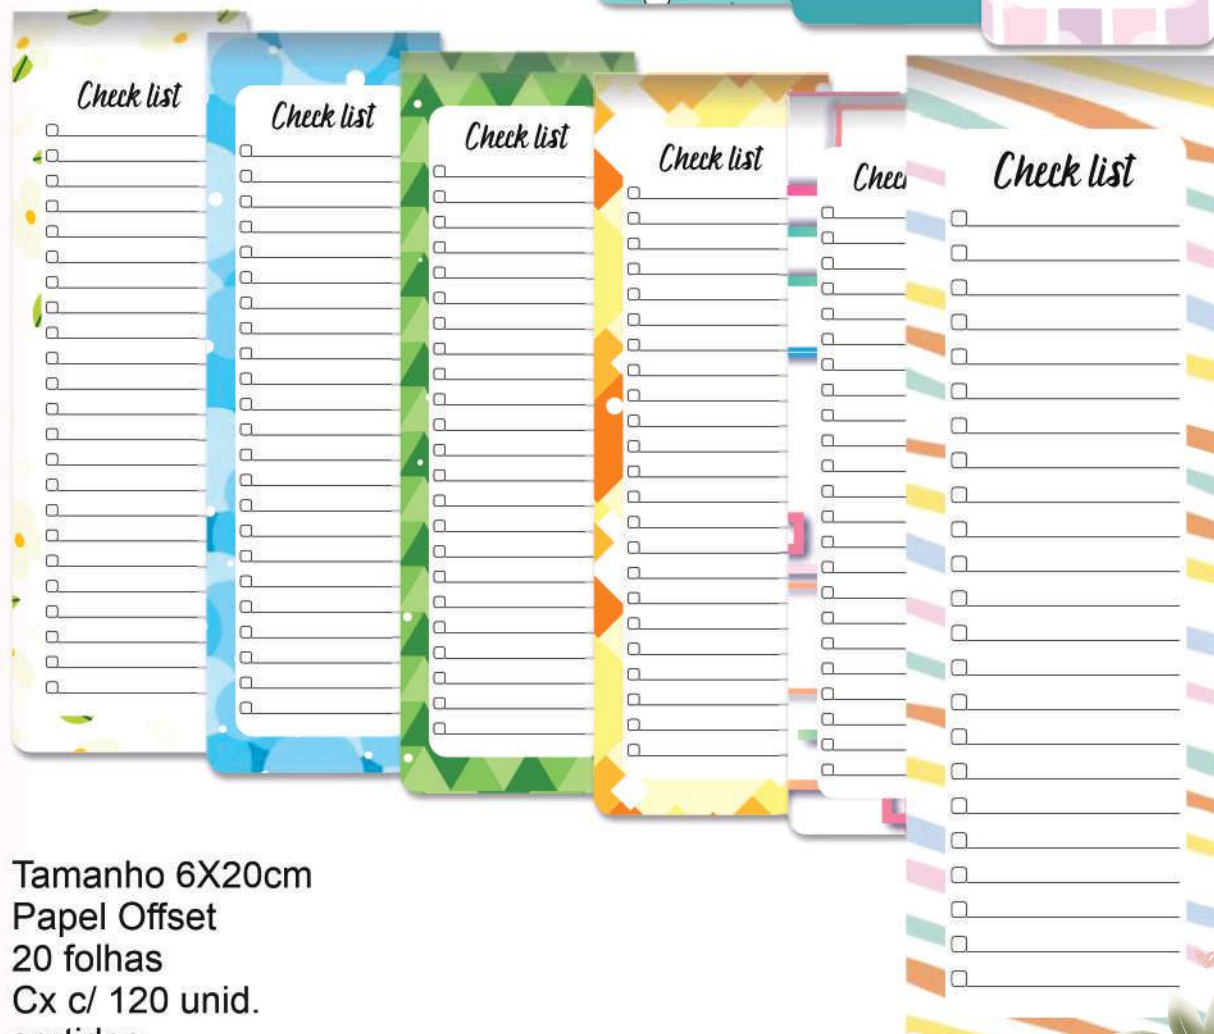 Check list
Check list
Check list
Check list
Chec
Check list
Tamanho 6X20cm
Papel Offset
20 folhas
Cx c/ 120 unid.